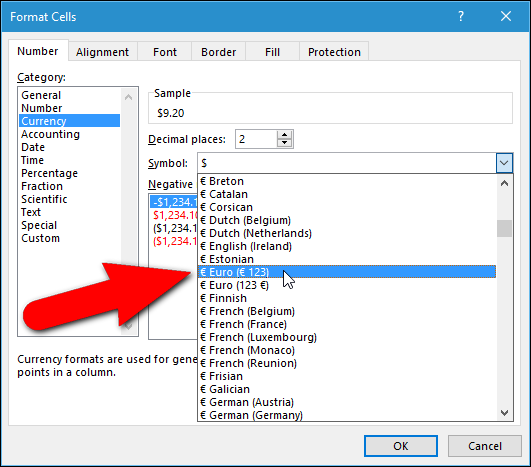 Format Cells
?
Number Alignment Font Border Fill Protection
Category:
General
Number
Currency
Accounting
Date
Time
Percentage
Fraction
Scientific
Text
Special
Custom
Sample
$9.20
Decimal places: 2
Symbol: $
Negative
-$1,234.1
$1,234.10
($1,234.1
($1,234.1
€ Breton
€ Catalan
€ Corsican
€ Dutch (Belgium)
€ Dutch (Netherlands)
€ English (Ireland)
€ Estonian
€ Euro (€ 123)
€ Euro (123 €)
€ Finnish
€ French (Belgium)
€ French (France)
€ French (Luxembourg)
€ French (Monaco)
€ French (Reunion)
€ Frisian
€ Galician
€ German (Austria)
€ German (Germany)
Currency formats are used for gene
points in a column.
OK Cancel